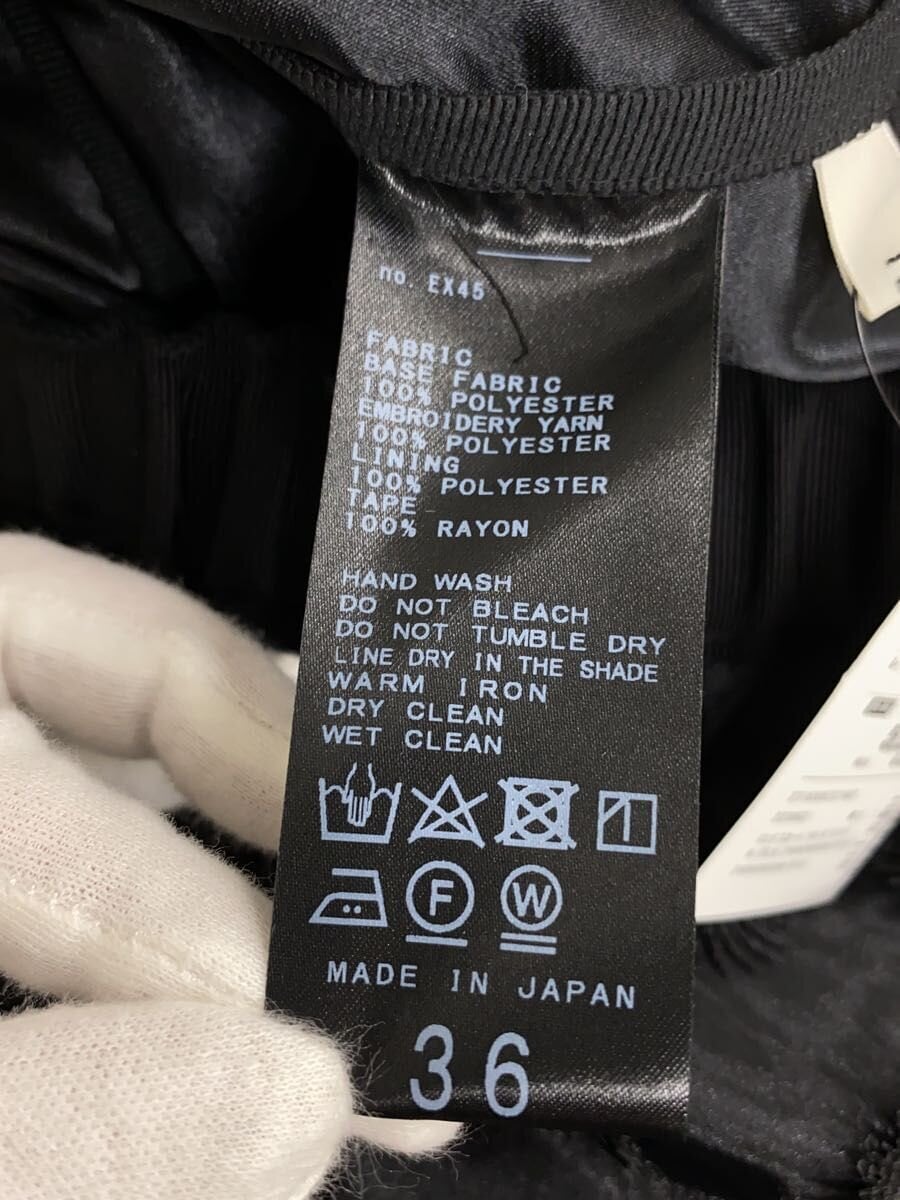 no. EX45
FABRIC
BASE FABRIC
100% POLYESTER
EMBROIDERY YARN
100% POLYESTER
LINING
100% POLYESTER
TAPE
100% RAYON
HAND WASH
DO NOT BLEACH
DO NOT TUMBLE DRY
LINE DRY IN THE SHADE
WARM IRON
DRY CLEAN
WET CLEAN
F W
MADE IN JAPAN
36